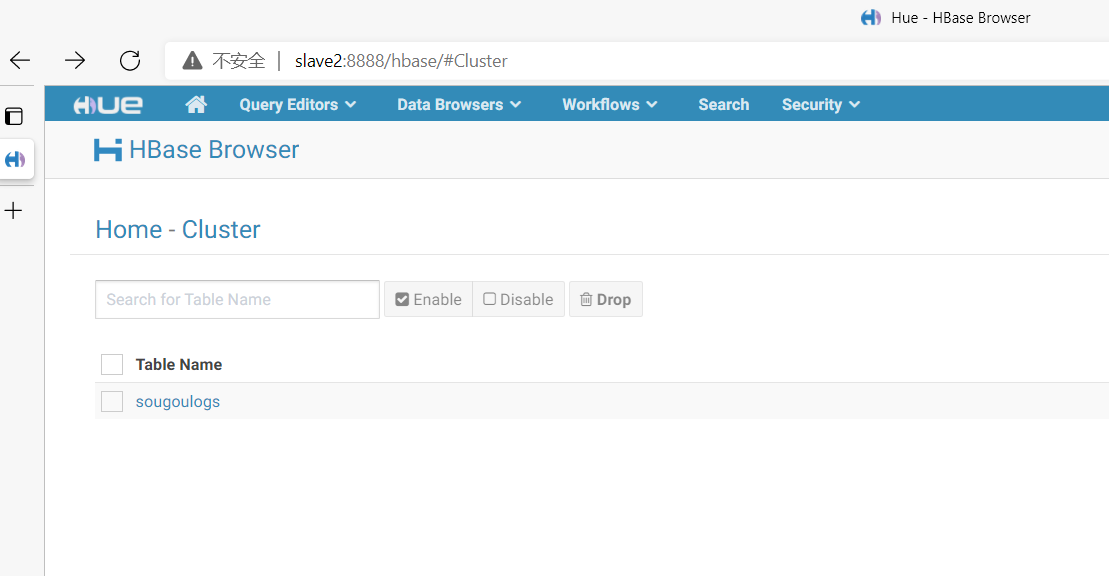 Hue - HBase Browser
不安全 | slave2:8888/hbase/#Cluster
HUE Query Editors Data Browsers Workflows Search Security
HBase Browser
Home - Cluster
Search for Table Name Enable Disable Drop
Table Name
sougoulogs